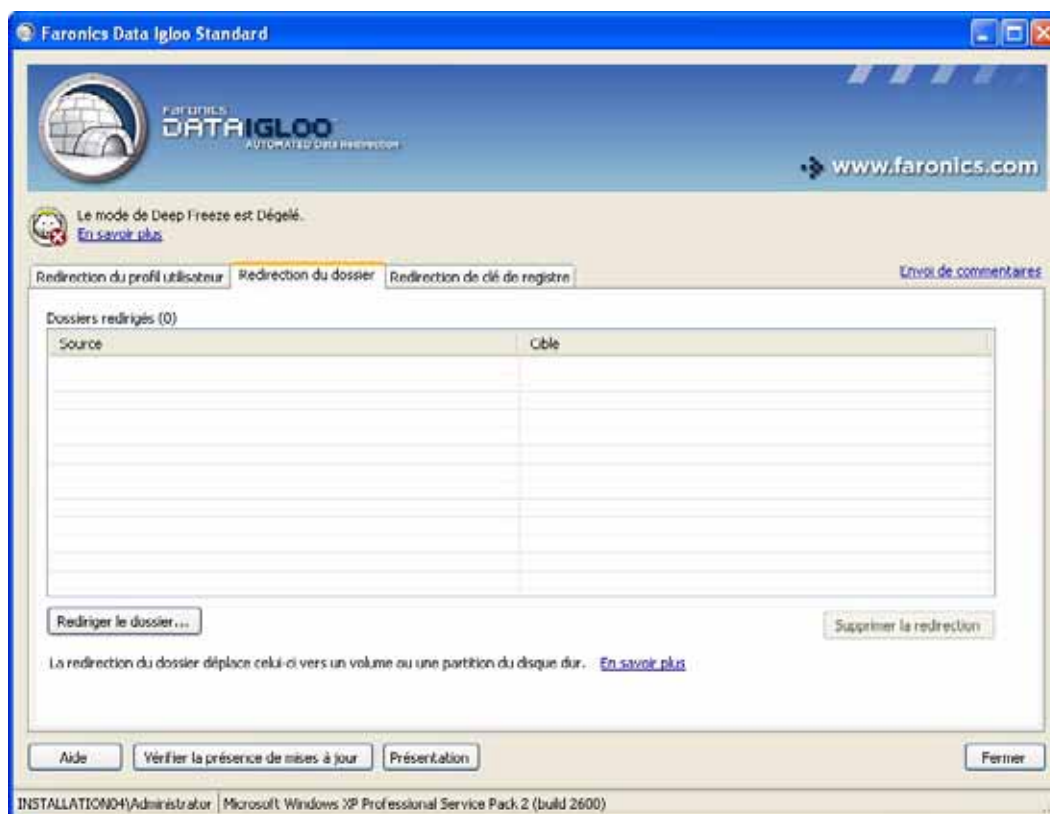 Faronics Data Igloo Standard
FARONICS
DATAIGLOO
AUTOMATED Data Redirection
www.faronics.com
Le mode de Deep Freeze est Dégelé.
En savoir plus
Redirection du profil utilisateur
Redirection du dossier
Redirection de clé de registre
Envoi de commentaires
Dossiers redirigés (0)
Source
Cible
Rediriger le dossier...
Supprimer la redirection
La redirection du dossier déplace celui-ci vers un volume ou une partition du disque dur. En savoir plus
Aide
Vérifier la présence de mises à jour
Présentation
Fermer
INSTALLATION04\Administrator
Microsoft Windows XP Professional Service Pack 2 (build 2600)